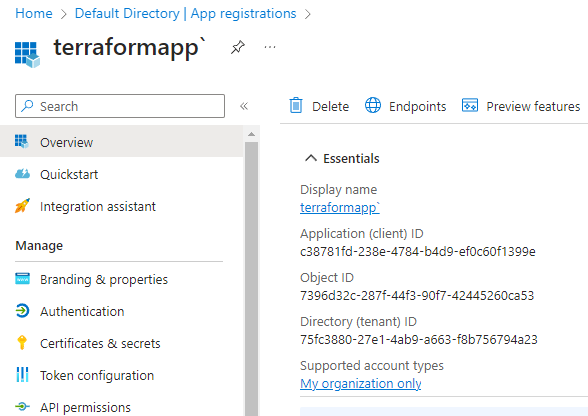 Home > Default Directory | App registrations >
terraformapp` ...
Search «
Overview
Quickstart
Integration assistant
Manage
Branding & properties
Authentication
Certificates & secrets
Token configuration
API permissions
Delete Endpoints Preview features
Essentials
Display name
terraformapp`
Application (client) ID
c38781fd-238e-4784-b4d9-ef0c60f1399e
Object ID
7396d32c-287f-44f3-90f7-42445260ca53
Directory (tenant) ID
75fc3880-27e1-4ab9-a663-f8b756794a23
Supported account types
My organization only